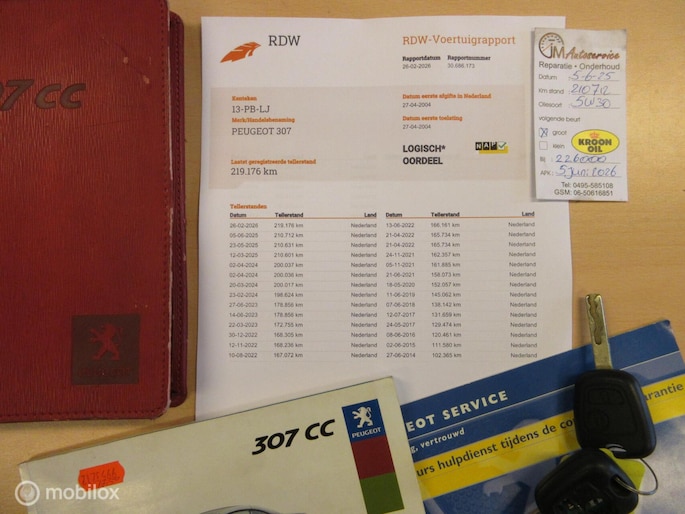 307 CC
RDW
RDW-Voertuigrapport
Rapportdatum Rapportnummer
26-02-2026 30.688.173
Kenteken
13-PB-LJ
Merk/Handelsbenaming
PEUGEOT 307
Laatst geregistreerde tellerstand
219.176 km
Datum eerste afgifte in Nederland
27-04-2004
Datum eerste toelating
27-04-2004
LOGISCH*
OORDEEL
NAP
Tellerstanden
Datum Tellerstand Land Datum Tellerstand Land
26-02-2026 219.176 km Nederland 13-06-2022 166.161 km Nederland
05-06-2025 210.712 km Nederland 21-04-2022 165.734 km Nederland
23-05-2025 210.631 km Nederland 21-04-2022 165.734 km Nederland
12-03-2025 210.601 km Nederland 24-11-2021 162.357 km Nederland
02-04-2024 200.037 km Nederland 05-11-2021 161.885 km Nederland
02-04-2024 200.036 km Nederland 21-06-2021 158.073 km Nederland
20-03-2024 200.017 km Nederland 18-05-2020 152.057 km Nederland
23-02-2024 198.624 km Nederland 11-06-2019 145.062 km Nederland
27-06-2023 178.856 km Nederland 07-06-2018 138.142 km Nederland
14-06-2023 178.856 km Nederland 12-07-2017 131.659 km Nederland
22-03-2023 172.755 km Nederland 24-05-2017 129.474 km Nederland
30-12-2022 168.305 km Nederland 08-06-2016 120.461 km Nederland
12-11-2022 168.236 km Nederland 02-06-2015 111.580 km Nederland
10-08-2022 167.072 km Nederland 27-06-2014 102.365 km Nederland
JM Autoservice
Reparatie • Onderhoud
Datum 5-6-25
Km stand 210712
Oliesoort 5W30
volgende beurt
groot
klein
KROON
OIL
Bij 226000
APK: 5 juni 2026
Tel: 0495-585108
GSM: 06-50616851
307 CC
PEUGEOT
PEUGEOT
EOT SERVICE
g, vertrouwd
urs hulpdienst tijdens de co
arantie
mobilox